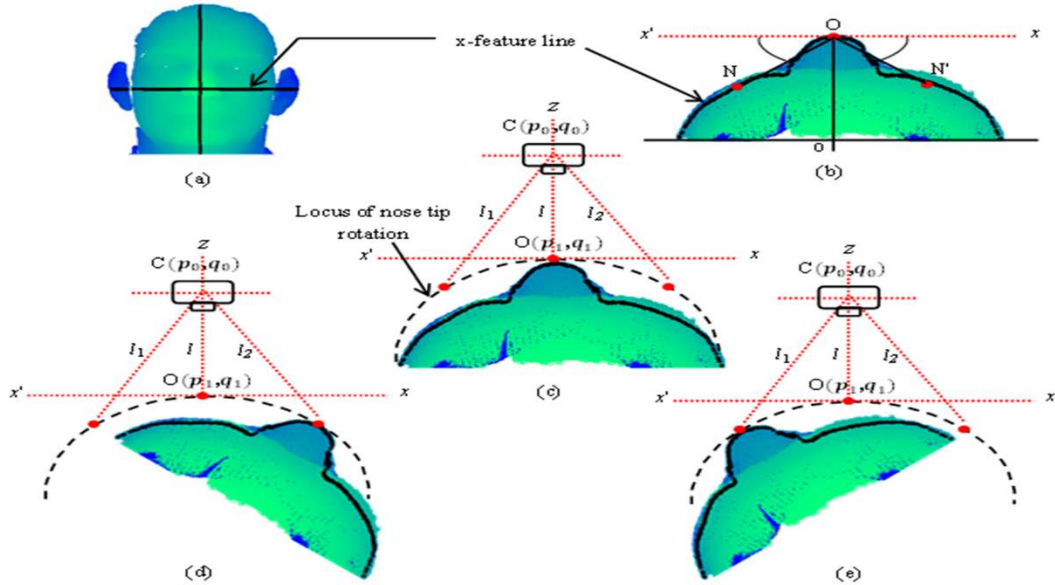 x-feature line
(a)
O
x'
x
N
N'
o
(b)
z
C(p₀,q₀)
l₁
l
l₂
Locus of nose tip
rotation
O(p₁,q₁)
x'
x
(c)
z
C(p₀,q₀)
l₁
l
l₂
O(p₁,q₁)
x'
x
(d)
z
C(p₀,q₀)
l₁
l
l₂
O(p₁,q₁)
x'
x
(e)